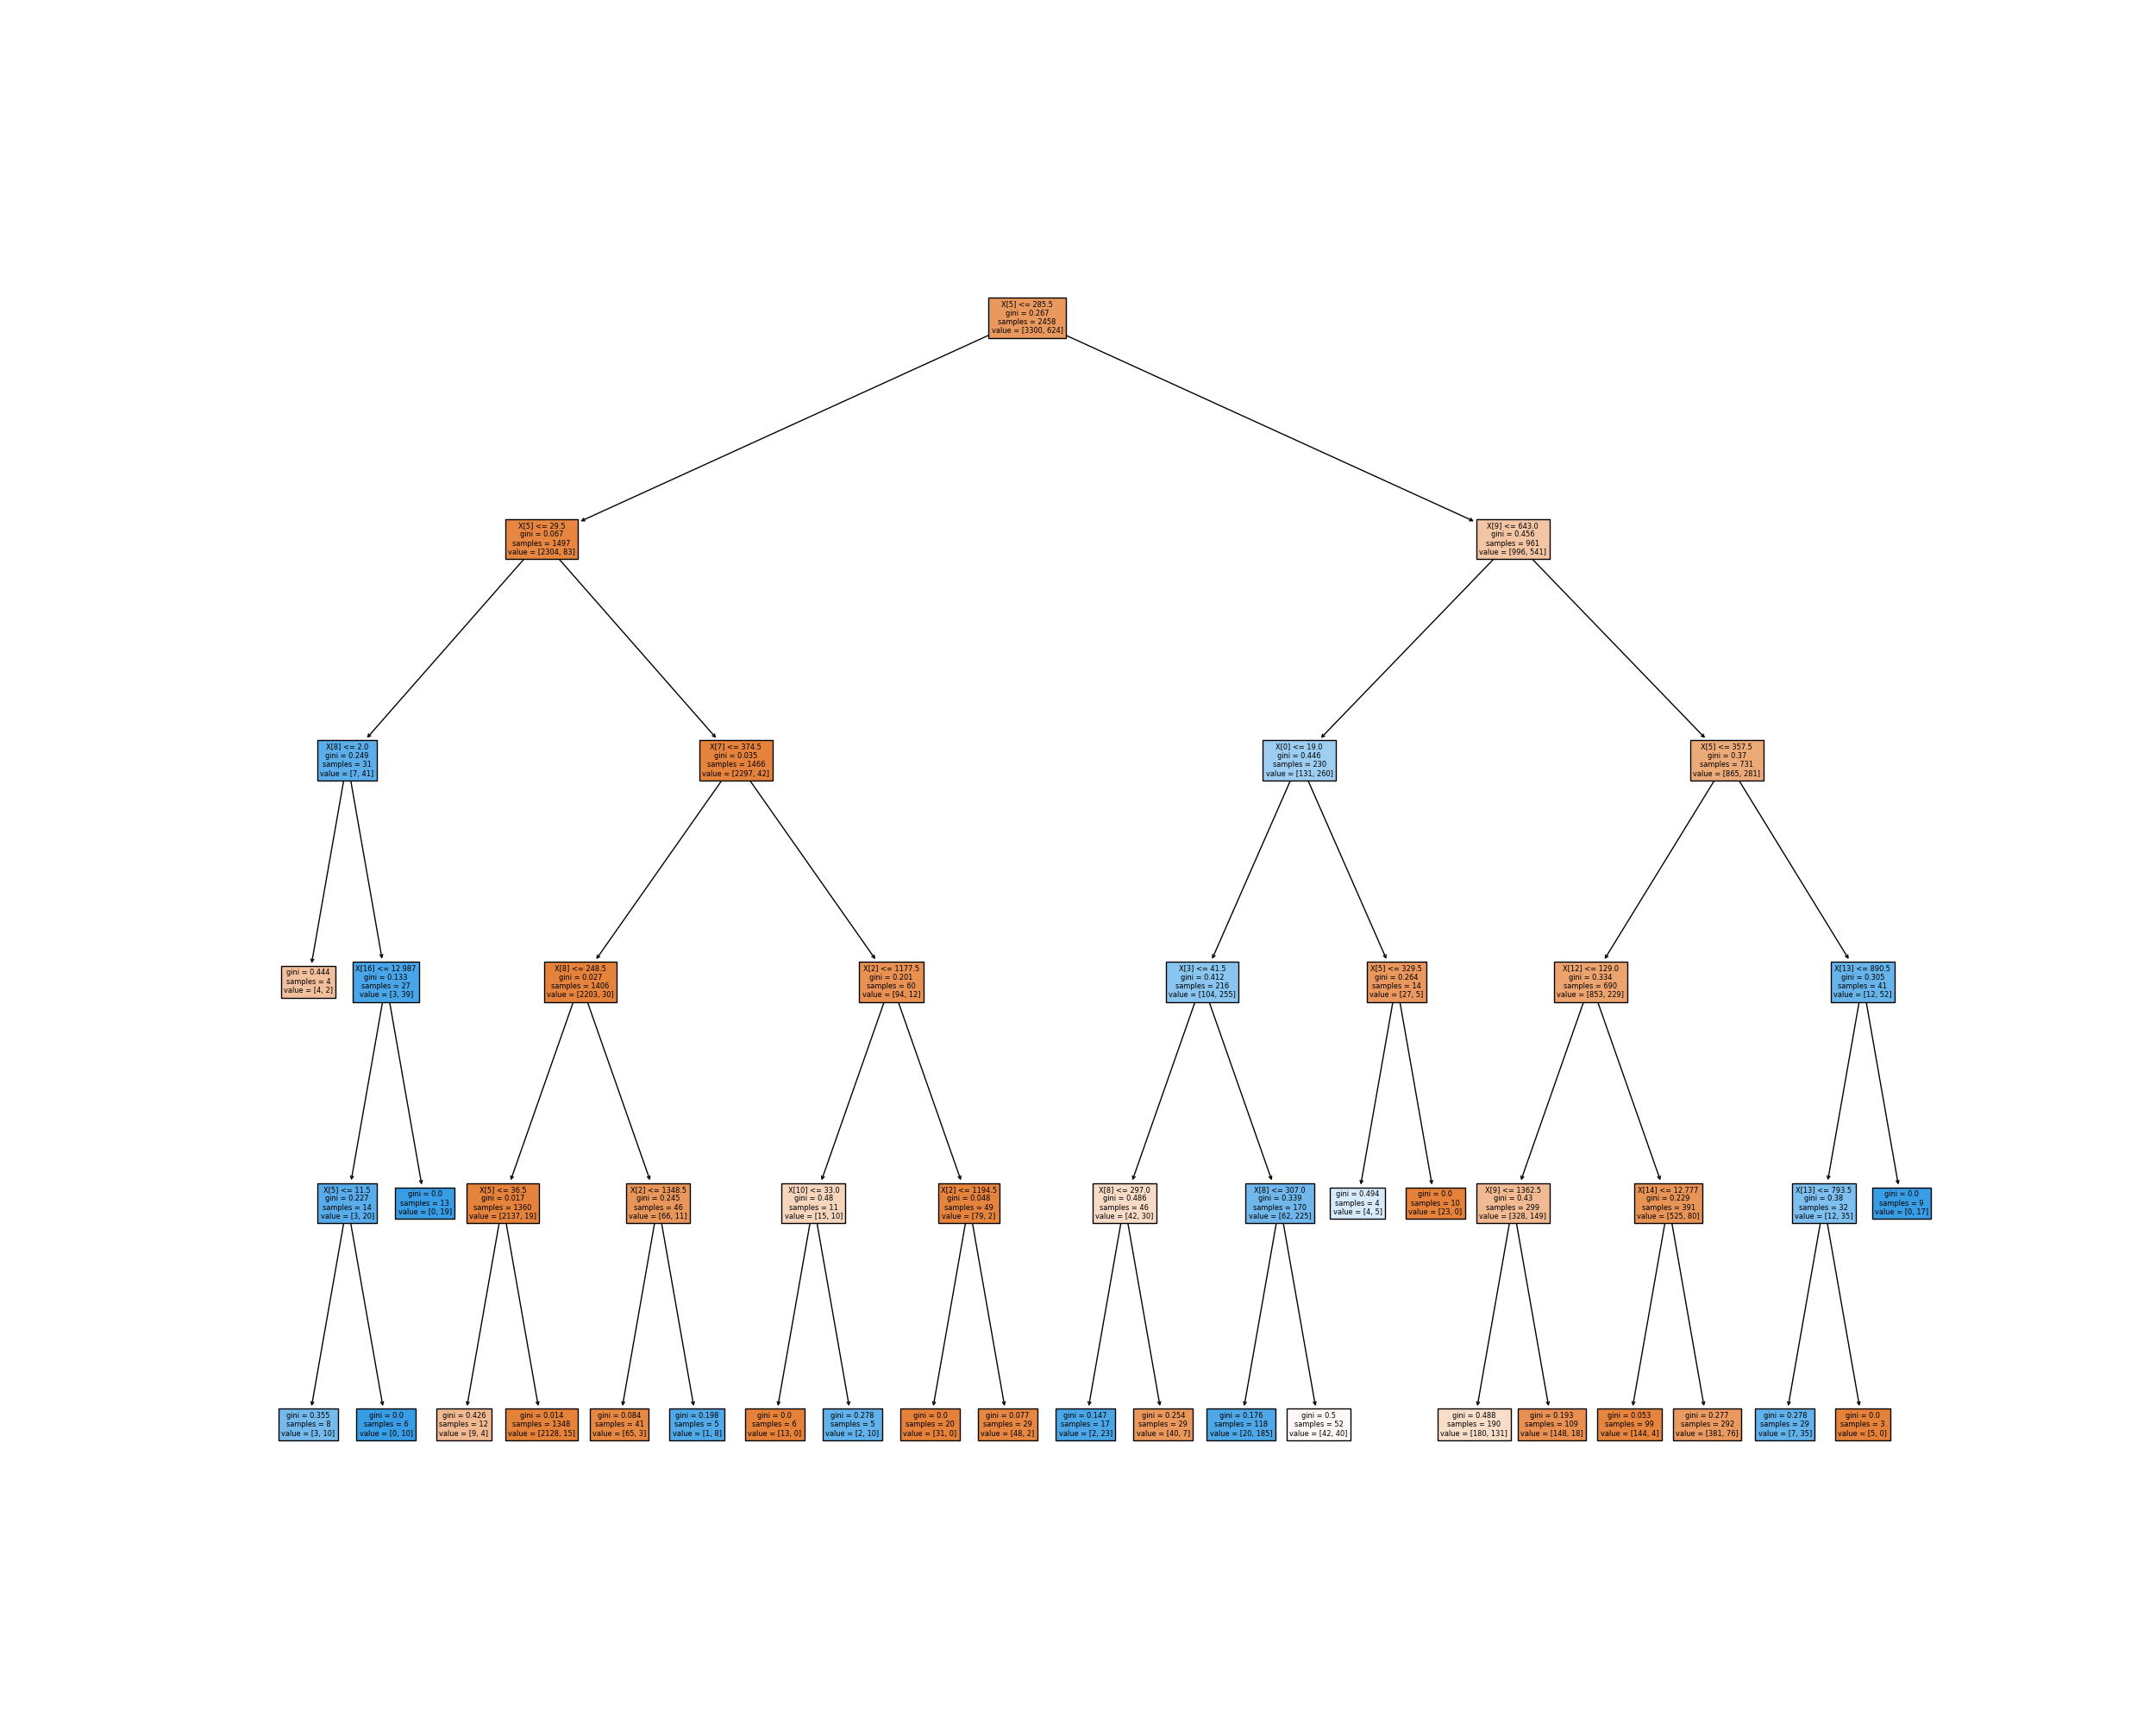 X[5] <= 285.5
gini = 0.267
samples = 2458
value = [3300, 624]
X[5] <= 29.5
gini = 0.067
samples = 1497
value = [2304, 83]
X[9] <= 643.0
gini = 0.456
samples = 961
value = [996, 541]
X[8] <= 2.0
gini = 0.249
samples = 31
value = [7, 41]
X[7] <= 374.5
gini = 0.035
samples = 1466
value = [2297, 42]
X[0] <= 19.0
gini = 0.446
samples = 230
value = [131, 260]
X[5] <= 357.5
gini = 0.37
samples = 731
value = [865, 281]
gini = 0.444
samples = 4
value = [4, 2]
X[16] <= 12.987
gini = 0.133
samples = 27
value = [3, 39]
X[8] <= 248.5
gini = 0.027
samples = 1406
value = [2203, 30]
X[2] <= 1177.5
gini = 0.201
samples = 60
value = [94, 12]
X[3] <= 41.5
gini = 0.412
samples = 216
value = [104, 255]
X[5] <= 329.5
gini = 0.264
samples = 14
value = [27, 5]
X[12] <= 129.0
gini = 0.334
samples = 690
value = [853, 229]
X[13] <= 890.5
gini = 0.305
samples = 41
value = [12, 52]
X[5] <= 11.5
gini = 0.227
samples = 14
value = [3, 20]
gini = 0.0
samples = 13
value = [0, 19]
X[5] <= 36.5
gini = 0.017
samples = 1360
value = [2137, 19]
X[2] <= 1348.5
gini = 0.245
samples = 46
value = [66, 11]
X[10] <= 33.0
gini = 0.48
samples = 11
value = [15, 10]
X[2] <= 1194.5
gini = 0.048
samples = 49
value = [79, 2]
X[8] <= 297.0
gini = 0.486
samples = 46
value = [42, 30]
X[8] <= 307.0
gini = 0.339
samples = 170
value = [62, 225]
gini = 0.494
samples = 4
value = [4, 5]
gini = 0.0
samples = 10
value = [23, 0]
X[9] <= 1362.5
gini = 0.43
samples = 299
value = [328, 149]
X[14] <= 12.777
gini = 0.229
samples = 391
value = [525, 80]
X[13] <= 793.5
gini = 0.38
samples = 32
value = [12, 35]
gini = 0.0
samples = 9
value = [0, 17]
gini = 0.355
samples = 8
value = [3, 10]
gini = 0.0
samples = 6
value = [0, 10]
gini = 0.426
samples = 12
value = [9, 4]
gini = 0.014
samples = 1348
value = [2128, 15]
gini = 0.084
samples = 41
value = [65, 3]
gini = 0.198
samples = 5
value = [1, 8]
gini = 0.0
samples = 6
value = [13, 0]
gini = 0.278
samples = 5
value = [2, 10]
gini = 0.0
samples = 20
value = [31, 0]
gini = 0.077
samples = 29
value = [48, 2]
gini = 0.147
samples = 17
value = [2, 23]
gini = 0.254
samples = 29
value = [40, 7]
gini = 0.176
samples = 118
value = [20, 185]
gini = 0.5
samples = 52
value = [42, 40]
gini = 0.488
samples = 190
value = [180, 131]
gini = 0.193
samples = 109
value = [148, 18]
gini = 0.053
samples = 99
value = [144, 4]
gini = 0.277
samples = 292
value = [381, 76]
gini = 0.278
samples = 29
value = [7, 35]
gini = 0.0
samples = 3
value = [5, 0]